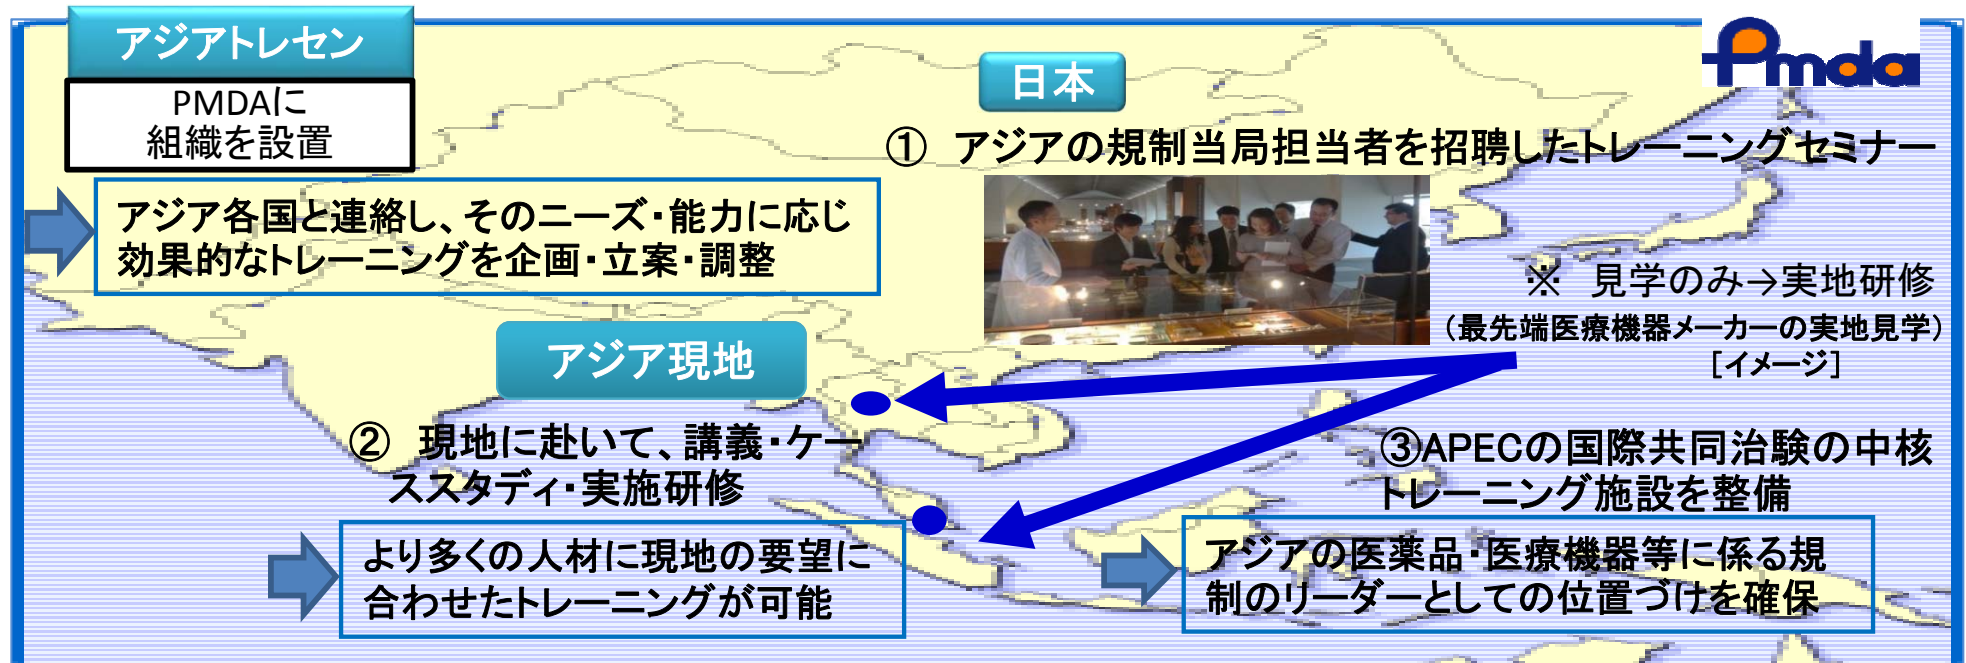 アジアトレセン
PMDAに
組織を設置
アジア各国と連絡し、そのニーズ・能力に応じ
効果的なトレーニングを企画・立案・調整
日本
Pmda
① アジアの規制当局担当者を招聘したトレーニングセミナー
※ 見学のみ→実地研修
（最先端医療機器メーカーの実地見学）
［イメージ］
アジア現地
② 現地に赴いて、講義・ケー
ススタディ・実施研修
より多くの人材に現地の要望に
合わせたトレーニングが可能
③APECの国際共同治験の中核
トレーニング施設を整備
アジアの医薬品・医療機器等に係る規
制のリーダーとしての位置づけを確保